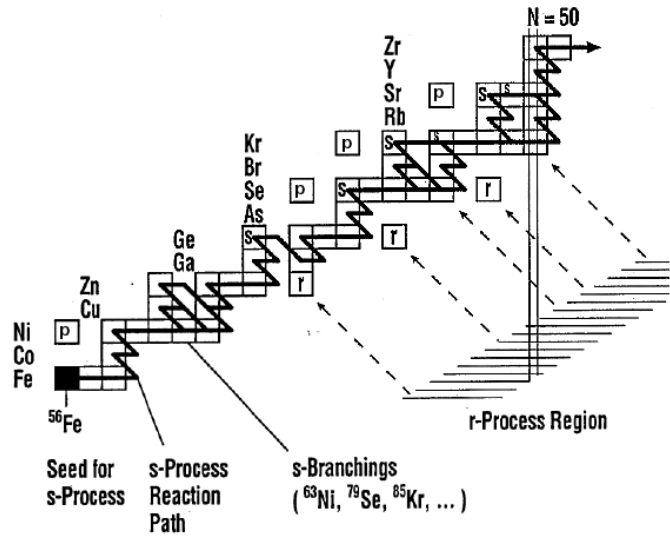 N = 50
Zr
Y
Sr
Rb
p
s
s
Kr
Br
Se
As
p
s
s
p
s
r
Ge
Ga
s
r
Zn
Cu
r
Ni
Co
Fe
p
56Fe
r-Process Region
Seed for
s-Process
s-Process
Reaction
Path
s-Branchings
( 63Ni, 79Se, 85Kr, ... )